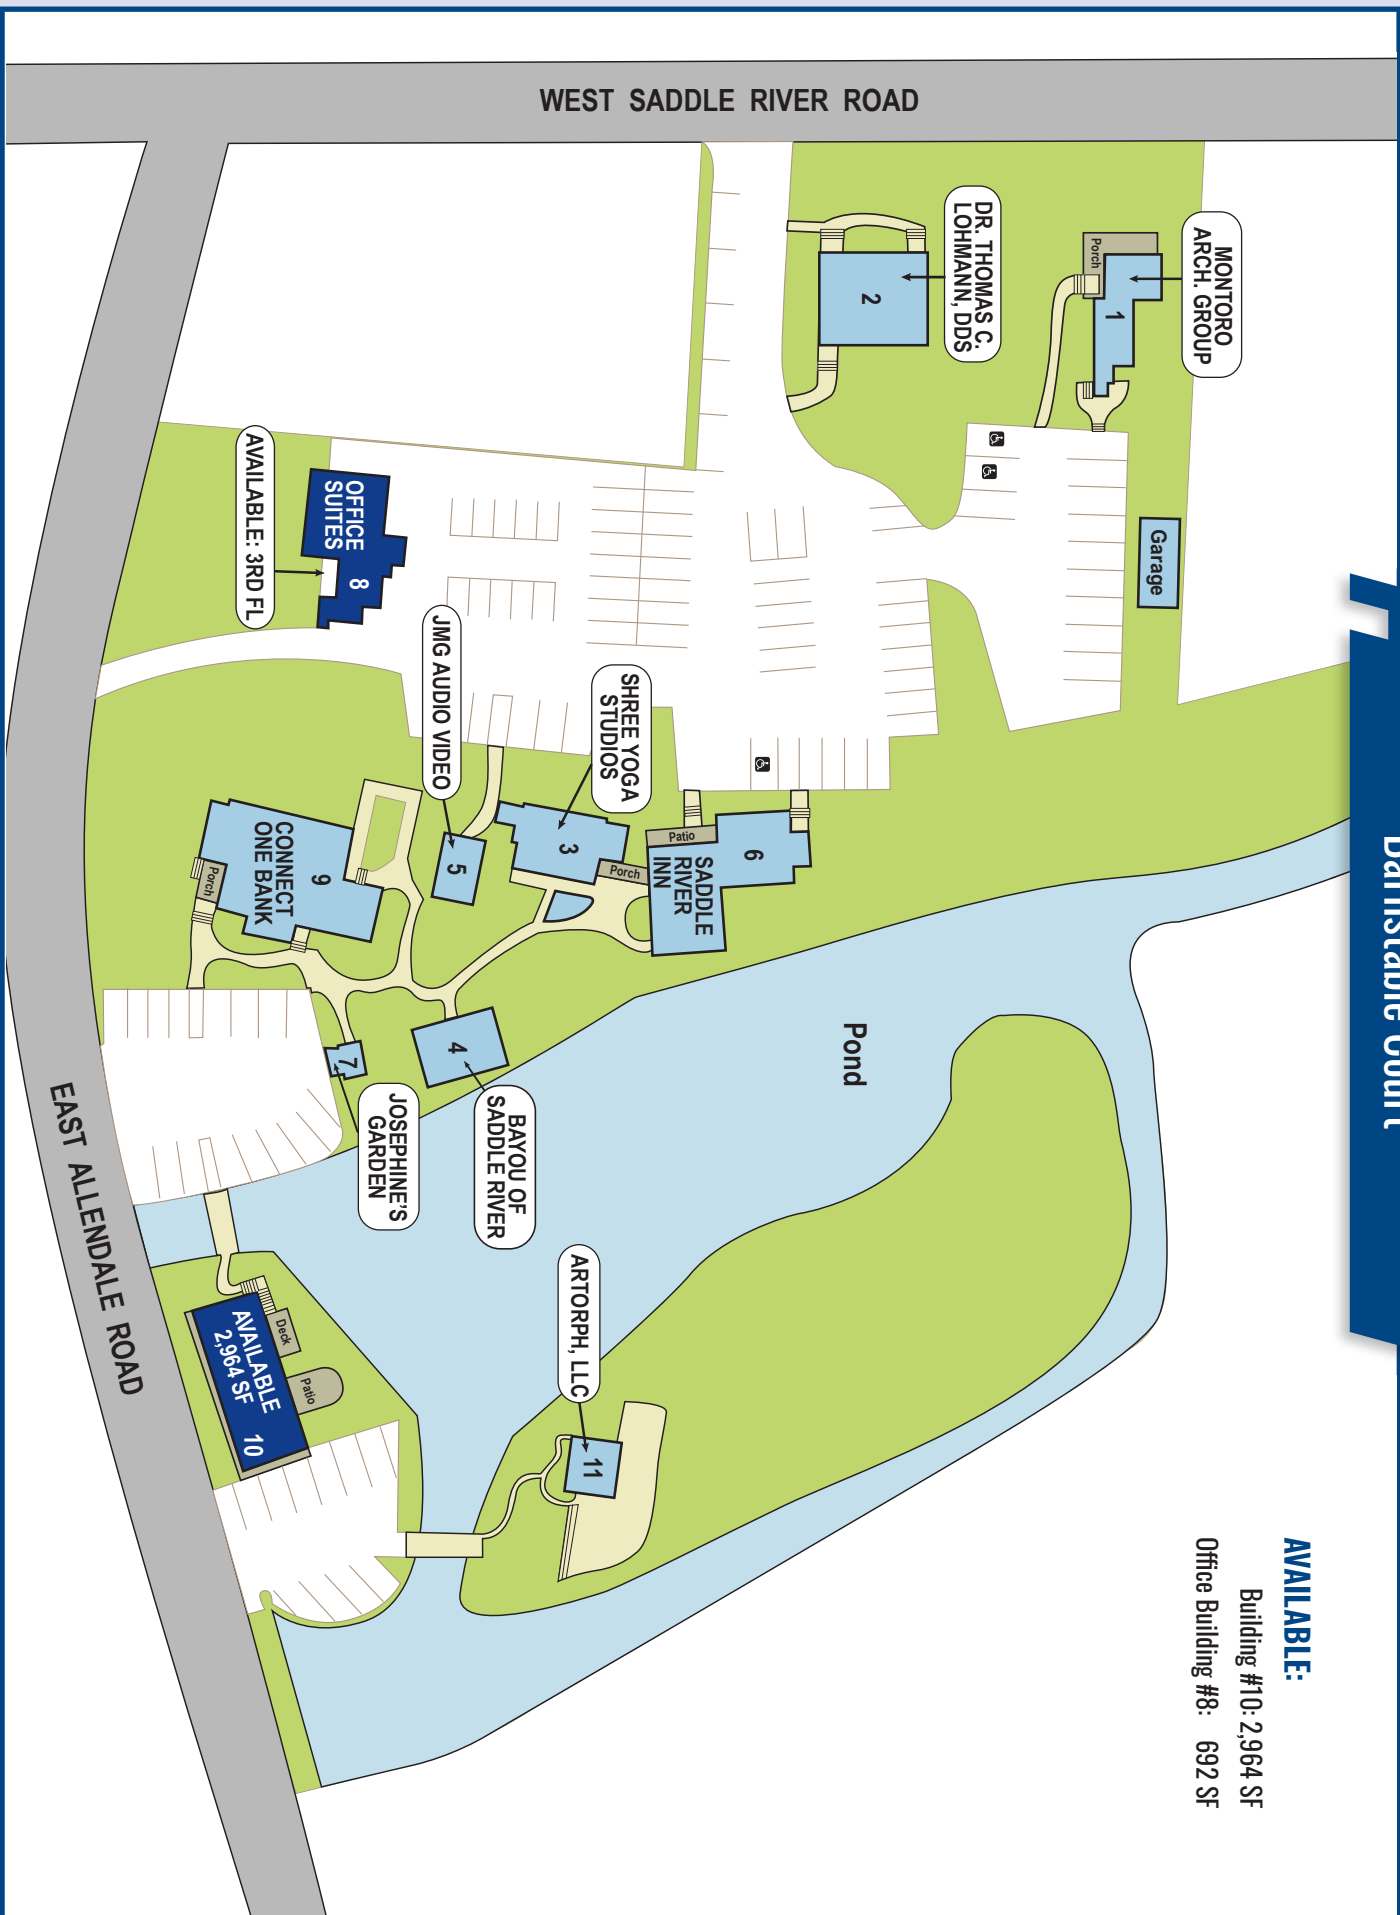 Barnstable Court
AVAILABLE:
Building #10: 2,964 SF
Office Building #8: 692 SF
MONTORO
ARCH. GROUP
Porch
1
Garage
DR. THOMAS C.
LOHMANN, DDS
2
WEST SADDLE RIVER ROAD
Pond
6
SADDLE
RIVER
INN
Patio
Porch
SHREE YOGA
STUDIOS
3
ARTORPH, LLC
11
BAYOU OF
SADDLE RIVER
4
JMG AUDIO VIDEO
5
JOSEPHINE'S
GARDEN
7
OFFICE
SUITES
8
AVAILABLE: 3RD FL
9
CONNECT
ONE BANK
Porch
Deck
Patio
AVAILABLE
2,964 SF
10
EAST ALLENDALE ROAD